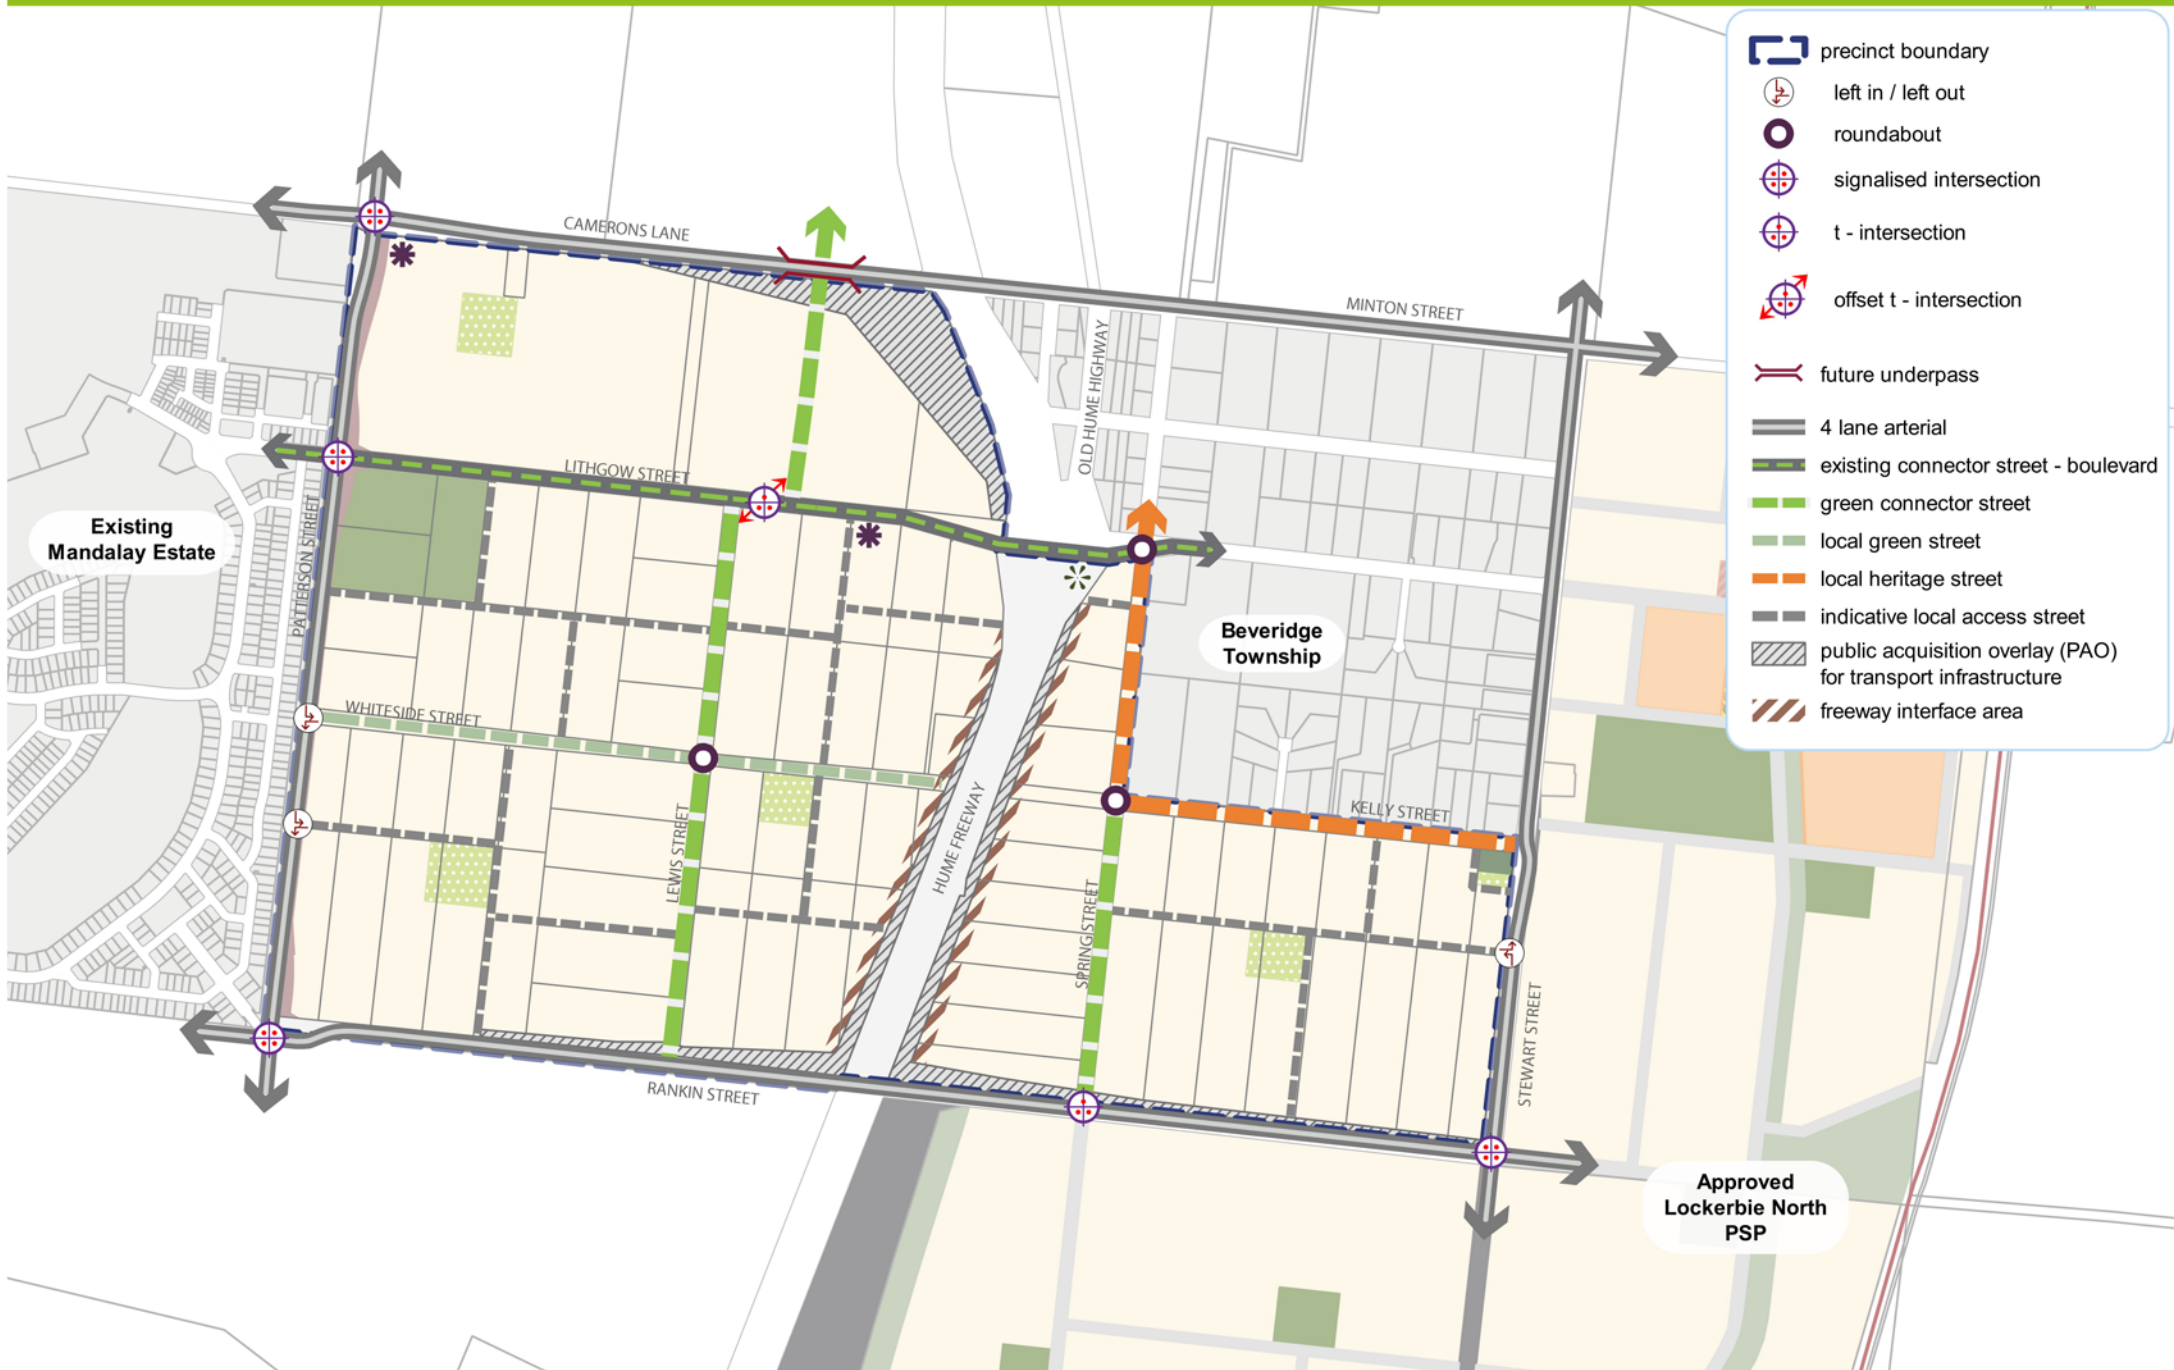 precinct boundary
left in / left out
roundabout
signalised intersection
t - intersection
offset t - intersection
future underpass
4 lane arterial
existing connector street - boulevard
green connector street
local green street
local heritage street
indicative local access street
public acquisition overlay (PAO)
for transport infrastructure
freeway interface area
CAMERONS LANE
MINTON STREET
OLD HUME HIGHWAY
LITHGOW STREET
Existing
Mandalay Estate
PATTERSON STREET
Beveridge
Township
WHITESIDE STREET
LEWIS STREET
HUME FREEWAY
KELLY STREET
SPRING STREET
STEWART STREET
RANKIN STREET
Approved
Lockerbie North
PSP